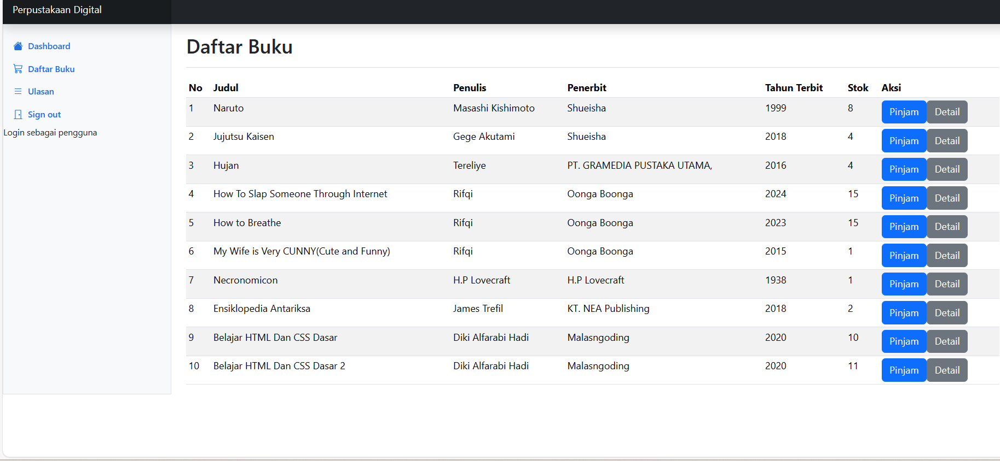 Perpustakaan Digital
Dashboard
Daftar Buku
Ulasan
Sign out
Login sebagai pengguna
Daftar Buku
No Judul Penulis Penerbit Tahun Terbit Stok Aksi
1 Naruto Masashi Kishimoto Shueisha 1999 8 Pinjam Detail
2 Jujutsu Kaisen Gege Akutami Shueisha 2018 4 Pinjam Detail
3 Hujan Tereliye PT. GRAMEDIA PUSTAKA UTAMA, 2016 4 Pinjam Detail
4 How To Slap Someone Through Internet Rifqi Oonga Boonga 2024 15 Pinjam Detail
5 How to Breathe Rifqi Oonga Boonga 2023 15 Pinjam Detail
6 My Wife is Very CUNNY(Cute and Funny) Rifqi Oonga Boonga 2015 1 Pinjam Detail
7 Necronomicon H.P Lovecraft H.P Lovecraft 1938 1 Pinjam Detail
8 Ensiklopedia Antariksa James Trefil KT. NEA Publishing 2018 2 Pinjam Detail
9 Belajar HTML Dan CSS Dasar Diki Alfarabi Hadi Malasngoding 2020 10 Pinjam Detail
10 Belajar HTML Dan CSS Dasar 2 Diki Alfarabi Hadi Malasngoding 2020 11 Pinjam Detail